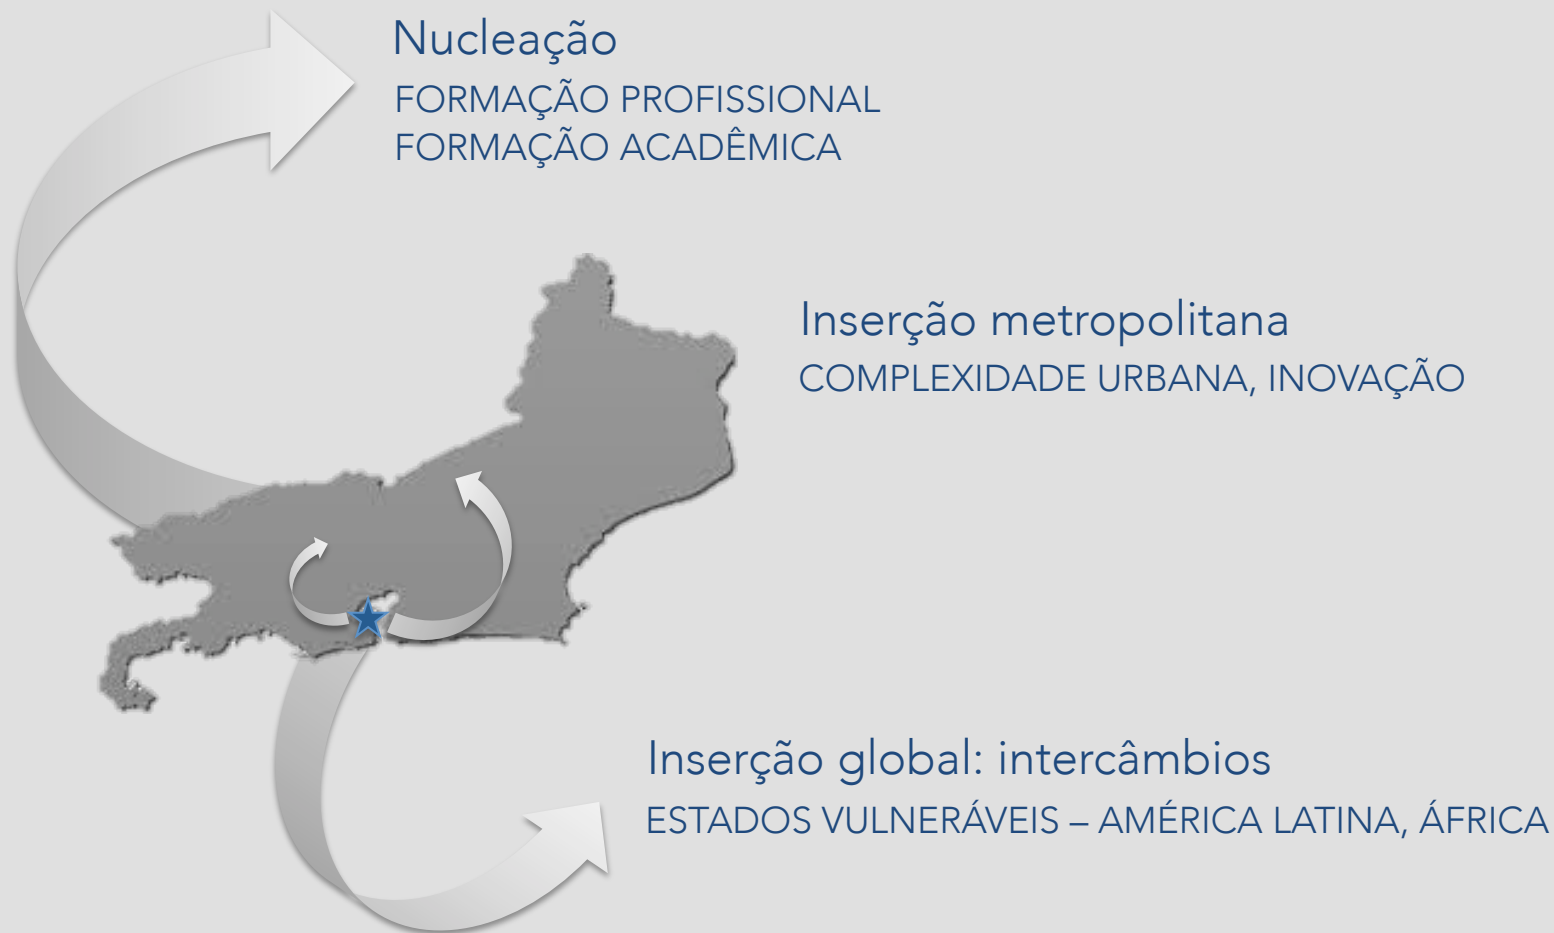 Nucleação
FORMAÇÃO PROFISSIONAL
FORMAÇÃO ACADÊMICA
Inserção metropolitana
COMPLEXIDADE URBANA, INOVAÇÃO
Inserção global: intercâmbios
ESTADOS VULNERÁVEIS – AMÉRICA LATINA, ÁFRICA